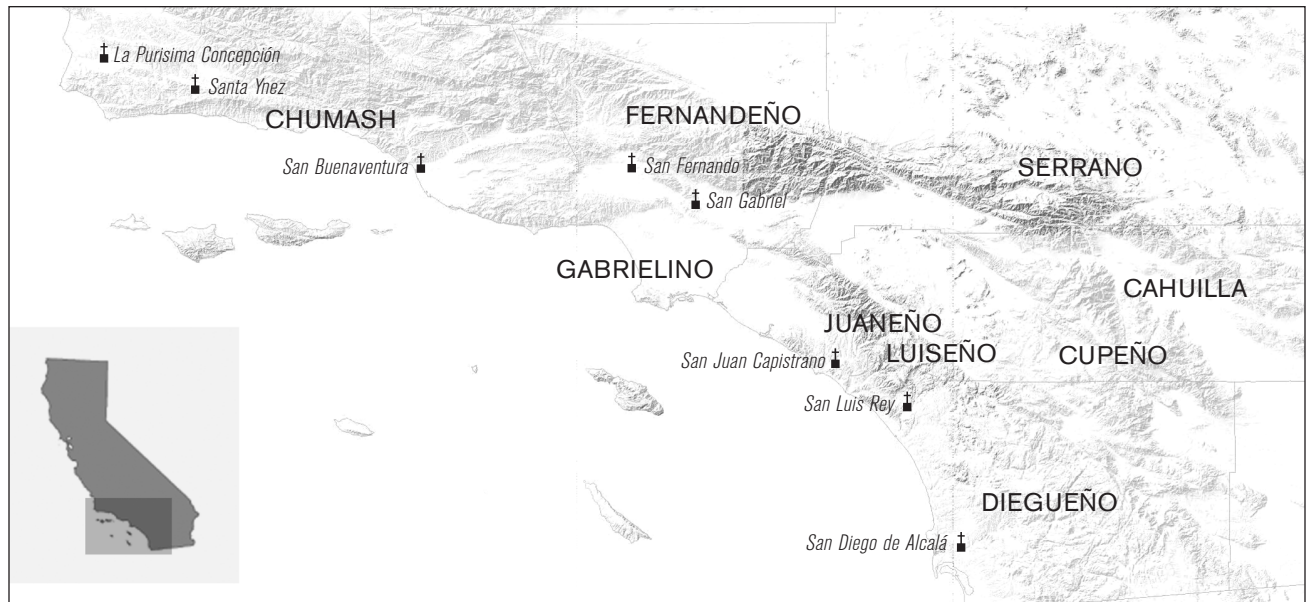 La Purisima Concepción
Santa Ynez
CHUMASH
FERNANDEÑO
San Buenaventura
San Fernando
SERRANO
San Gabriel
GABRIELINO
CAHUILLA
JUANEÑO
LUISEÑO
CUPEÑO
San Juan Capistrano
San Luis Rey
DIEGUEÑO
San Diego de Alcalá